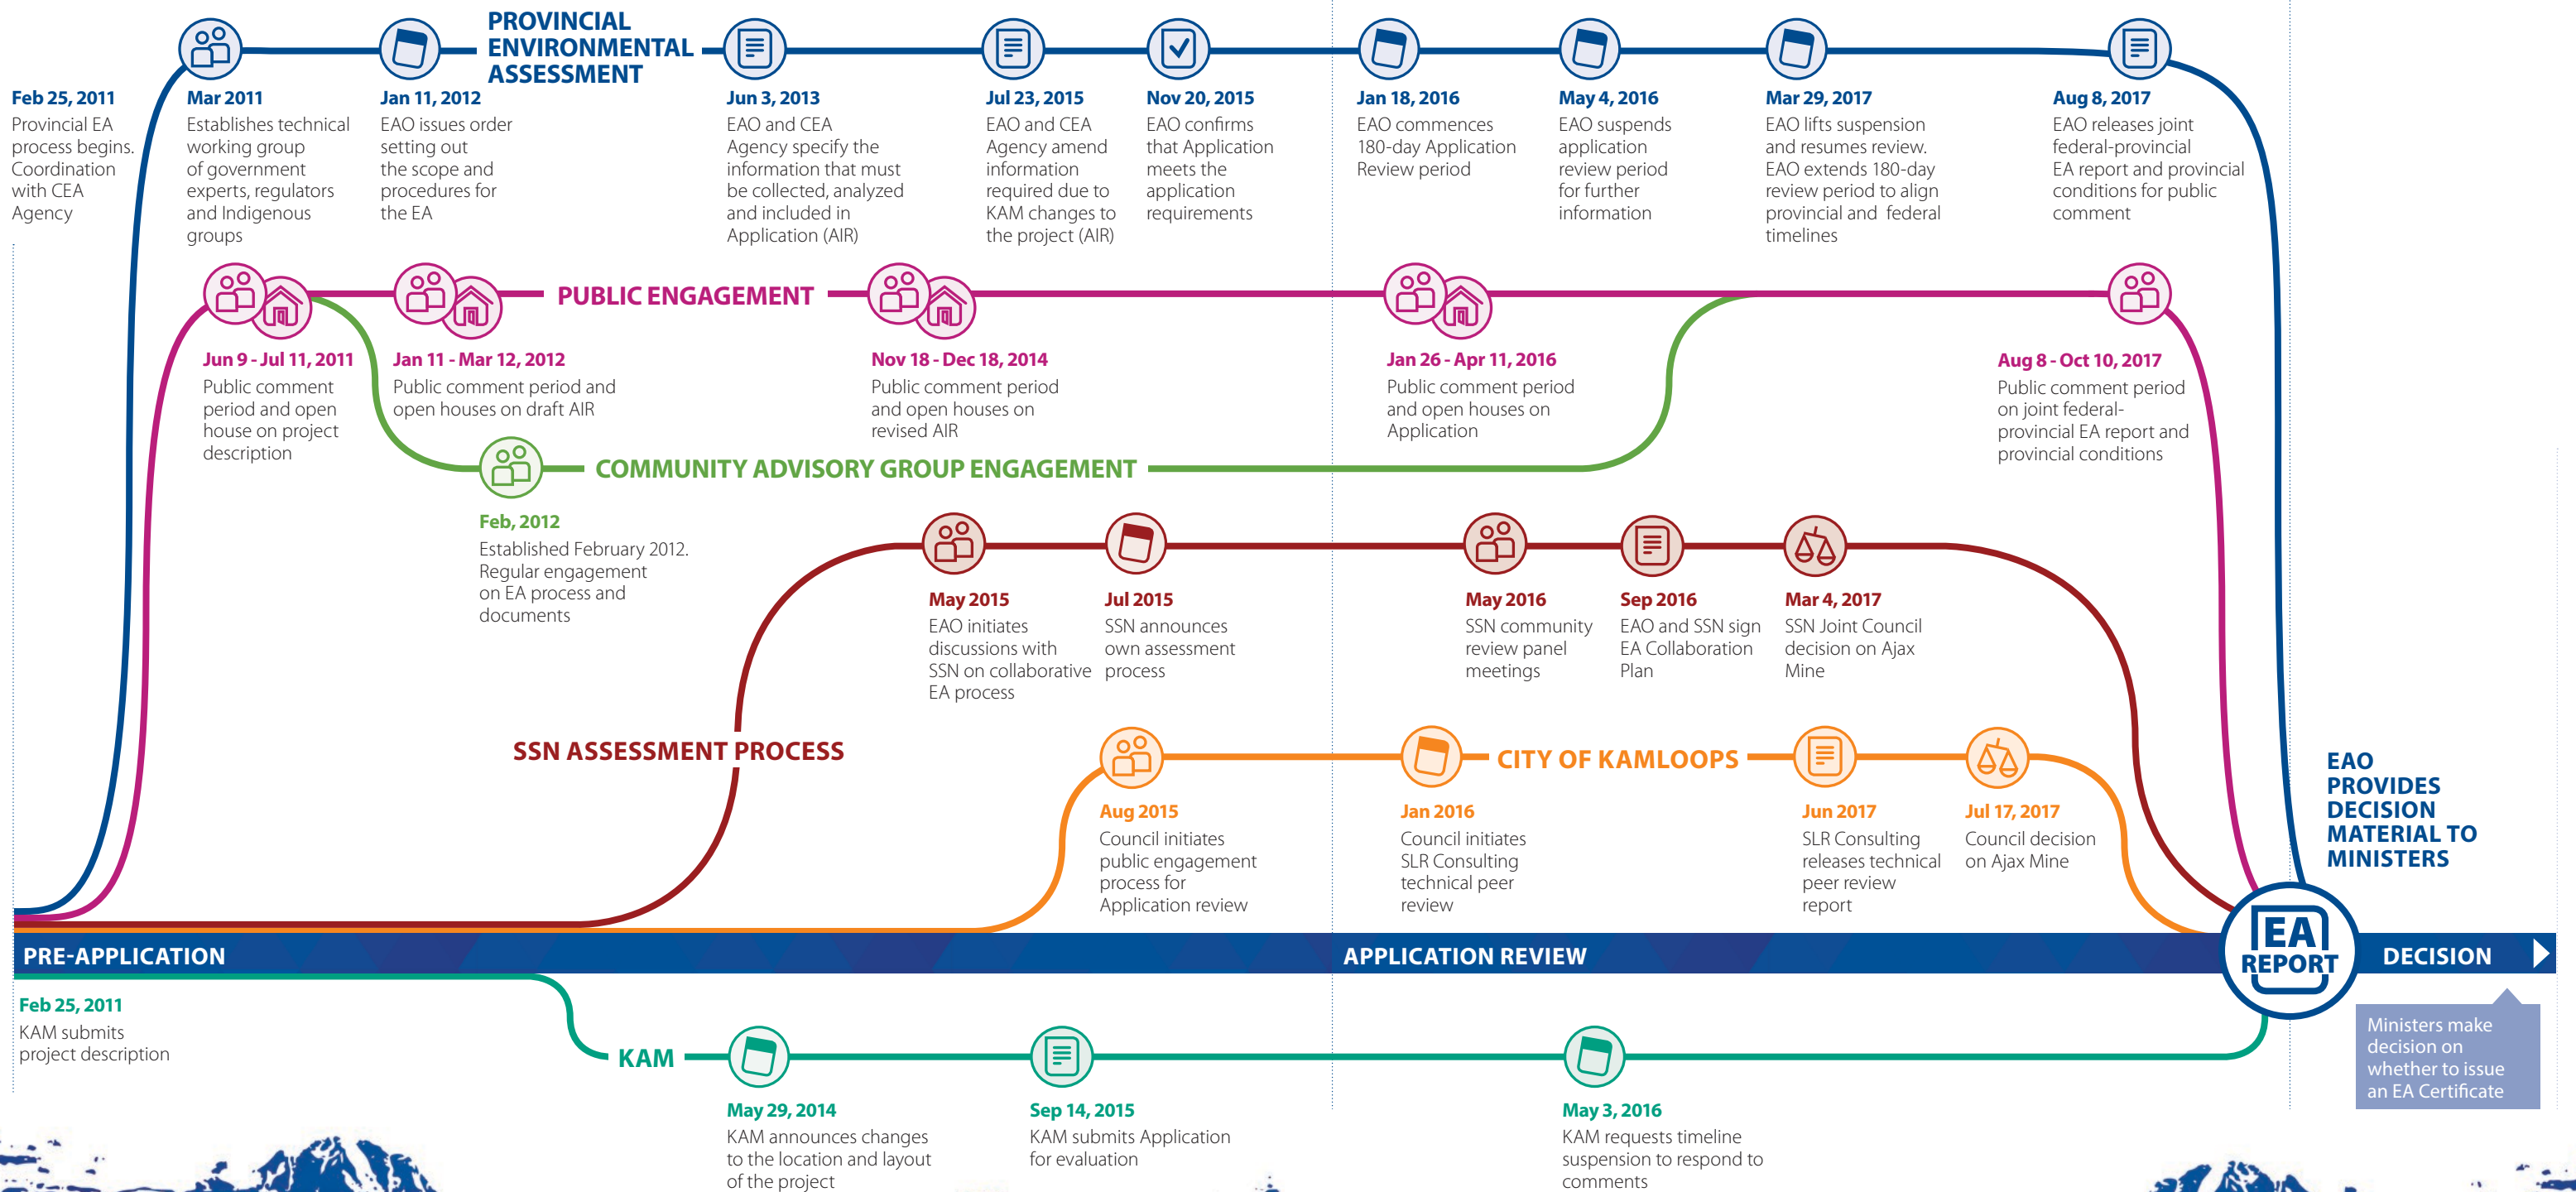 PROVINCIAL
ENVIRONMENTAL
ASSESSMENT
Feb 25, 2011
Provincial EA
process begins.
Coordination
with CEA
Agency
Mar 2011
Establishes technical
working group
of government
experts, regulators
and Indigenous
groups
Jan 11, 2012
EAO issues order
setting out
the scope and
procedures for
the EA
Jun 3, 2013
EAO and CEA
Agency specify the
information that must
be collected, analyzed
and included in
Application (AIR)
Jul 23, 2015
EAO and CEA
Agency amend
information
required due to
KAM changes to
the project (AIR)
Nov 20, 2015
EAO confirms
that Application
meets the
application
requirements
Jan 18, 2016
EAO commences
180-day Application
Review period
May 4, 2016
EAO suspends
application
review period
for further
information
Mar 29, 2017
EAO lifts suspension
and resumes review.
EAO extends 180-day
review period to align
provincial and federal
timelines
Aug 8, 2017
EAO releases joint
federal-provincial
EA report and provincial
conditions for public
comment
PUBLIC ENGAGEMENT
Jun 9 - Jul 11, 2011
Public comment
period and open
house on project
description
Jan 11 - Mar 12, 2012
Public comment period and
open houses on draft AIR
Nov 18 - Dec 18, 2014
Public comment period
and open houses on
revised AIR
Jan 26 - Apr 11, 2016
Public comment period
and open houses on
Application
Aug 8 - Oct 10, 2017
Public comment period
on joint federal-
provincial EA report and
provincial conditions
COMMUNITY ADVISORY GROUP ENGAGEMENT
Feb, 2012
Established February 2012.
Regular engagement
on EA process and
documents
SSN ASSESSMENT PROCESS
May 2015
EAO initiates
discussions with
SSN on collaborative
EA process
Jul 2015
SSN announces
own assessment
process
May 2016
SSN community
review panel
meetings
Sep 2016
EAO and SSN sign
EA Collaboration
Plan
Mar 4, 2017
SSN Joint Council
decision on Ajax
Mine
CITY OF KAMLOOPS
Aug 2015
Council initiates
public engagement
process for
Application review
Jan 2016
Council initiates
SLR Consulting
technical peer
review
Jun 2017
SLR Consulting
releases technical
peer review
report
Jul 17, 2017
Council decision
on Ajax Mine
EAO
PROVIDES
DECISION
MATERIAL TO
MINISTERS
PRE-APPLICATION
APPLICATION REVIEW
EA
REPORT
DECISION
Feb 25, 2011
KAM submits
project description
KAM
May 29, 2014
KAM announces changes
to the location and layout
of the project
Sep 14, 2015
KAM submits Application
for evaluation
May 3, 2016
KAM requests timeline
suspension to respond to
comments
Ministers make
decision on
whether to issue
an EA Certificate